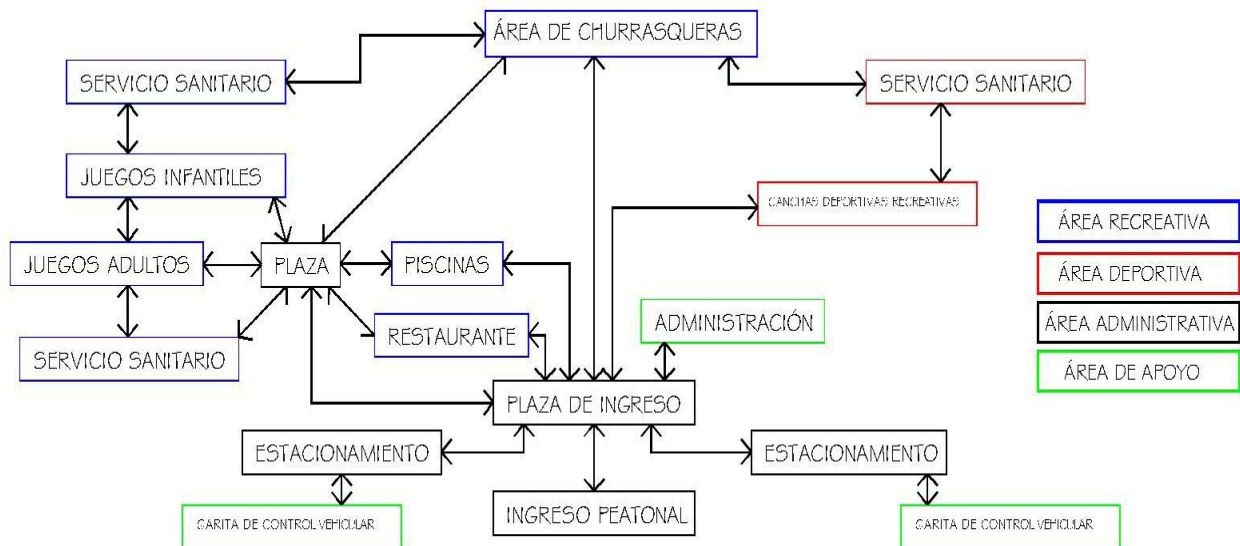 ÁREA DE CHURRASQUERAS
SERVICIO SANITARIO
SERVICIO SANITARIO
JUEGOS INFANTILES
CANCHAS DEPORTIVAS RECREATIVAS
ÁREA RECREATIVA
JUEGOS ADULTOS
PLAZA
PISCINAS
ÁREA DEPORTIVA
ADMINISTRACIÓN
ÁREA ADMINISTRATIVA
RESTAURANTE
SERVICIO SANITARIO
ÁREA DE APOYO
PLAZA DE INGRESO
ESTACIONAMIENTO
ESTACIONAMIENTO
INGRESO PEATONAL
GARITA DE CONTROL VEHICULAR
GARITA DE CONTROL VEHICULAR